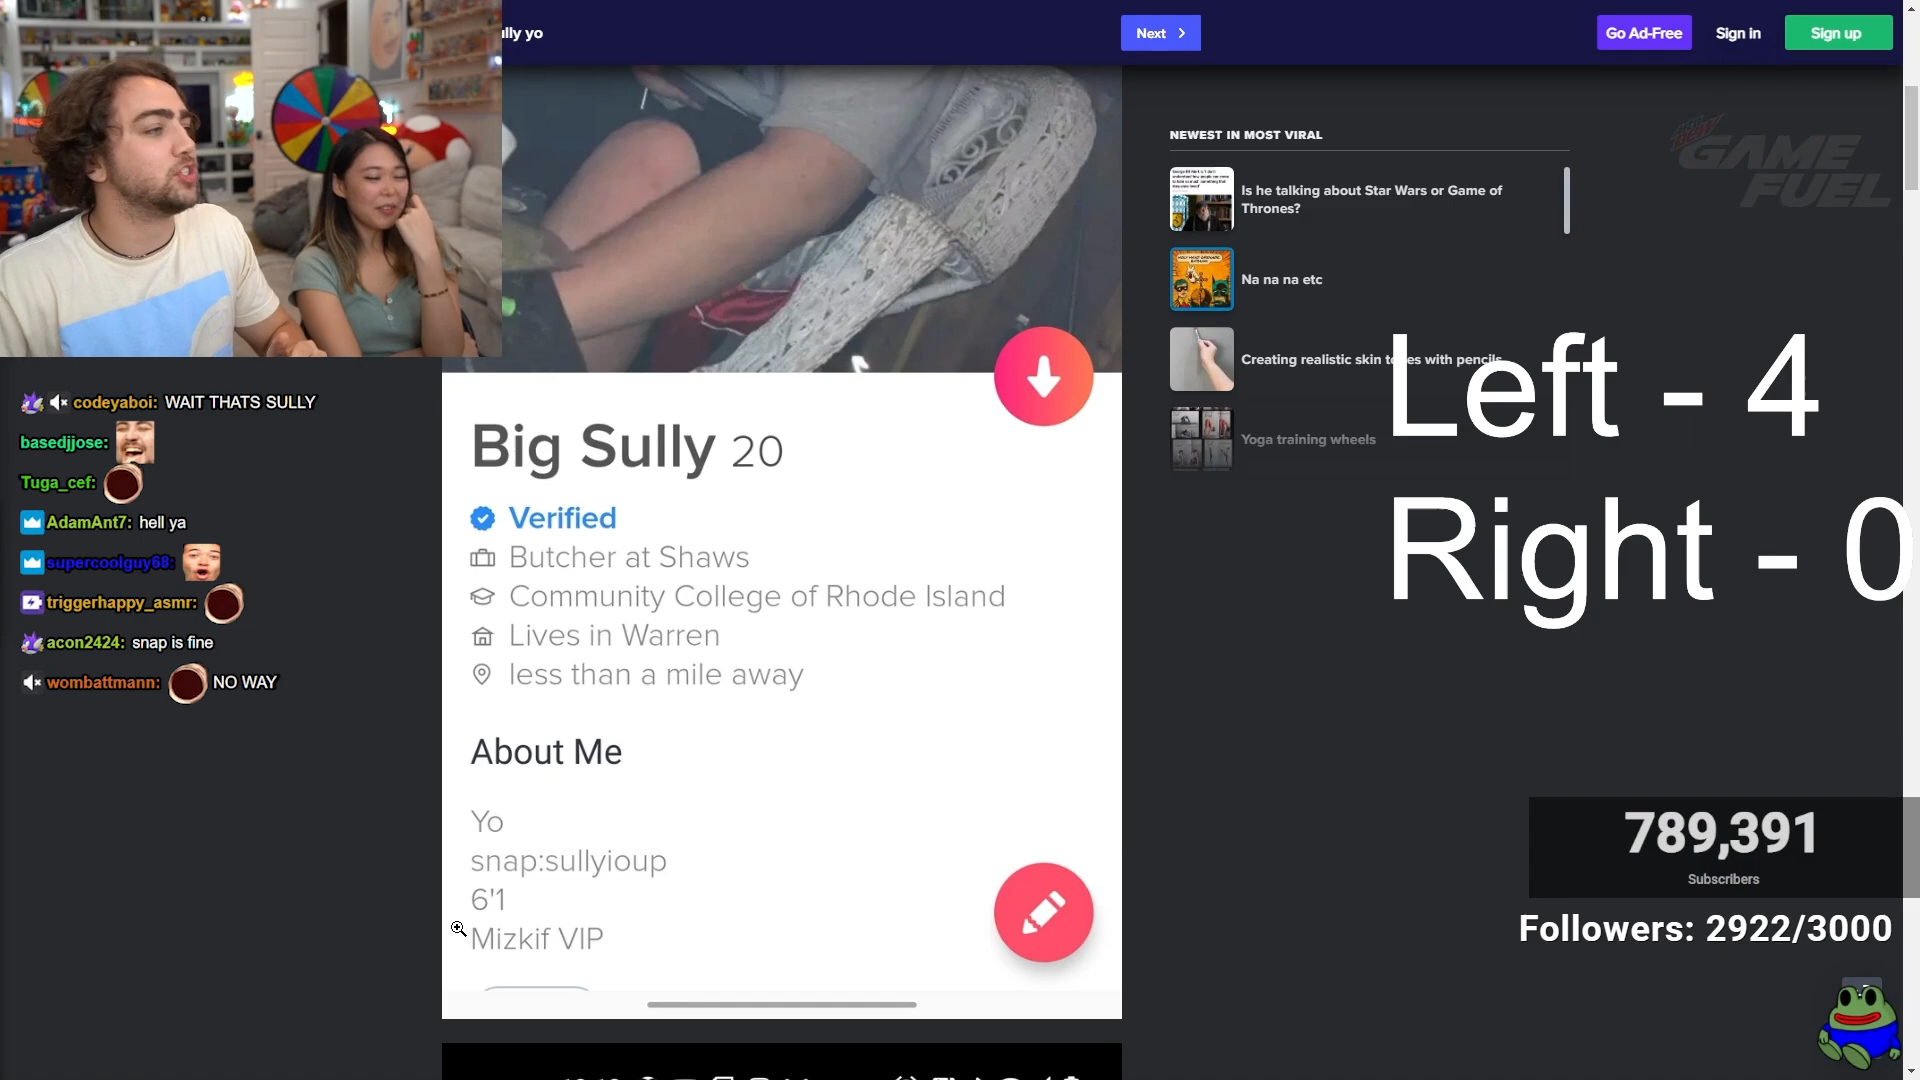 lly yo
Next
Go Ad-Free
Sign in
Sign up
NEWEST IN MOST VIRAL
Is he talking about Star Wars or Game of
Thrones?
Na na na etc
Creating realistic skin tones with pencils
Yoga training wheels
GAME
FUEL
Left - 4
Right - 0
codeyaboi: WAIT THATS SULLY
basedjjose:
Tuga_cef:
AdamAnt7: hell ya
supercoolguy68:
triggerhappy_asmr:
acon2424: snap is fine
wombattmann: NO WAY
Big Sully 20
Verified
Butcher at Shaws
Community College of Rhode Island
Lives in Warren
less than a mile away
About Me
Yo
snap:sullyioup
6'1
Mizkif VIP
789,391
Subscribers
Followers: 2922/3000